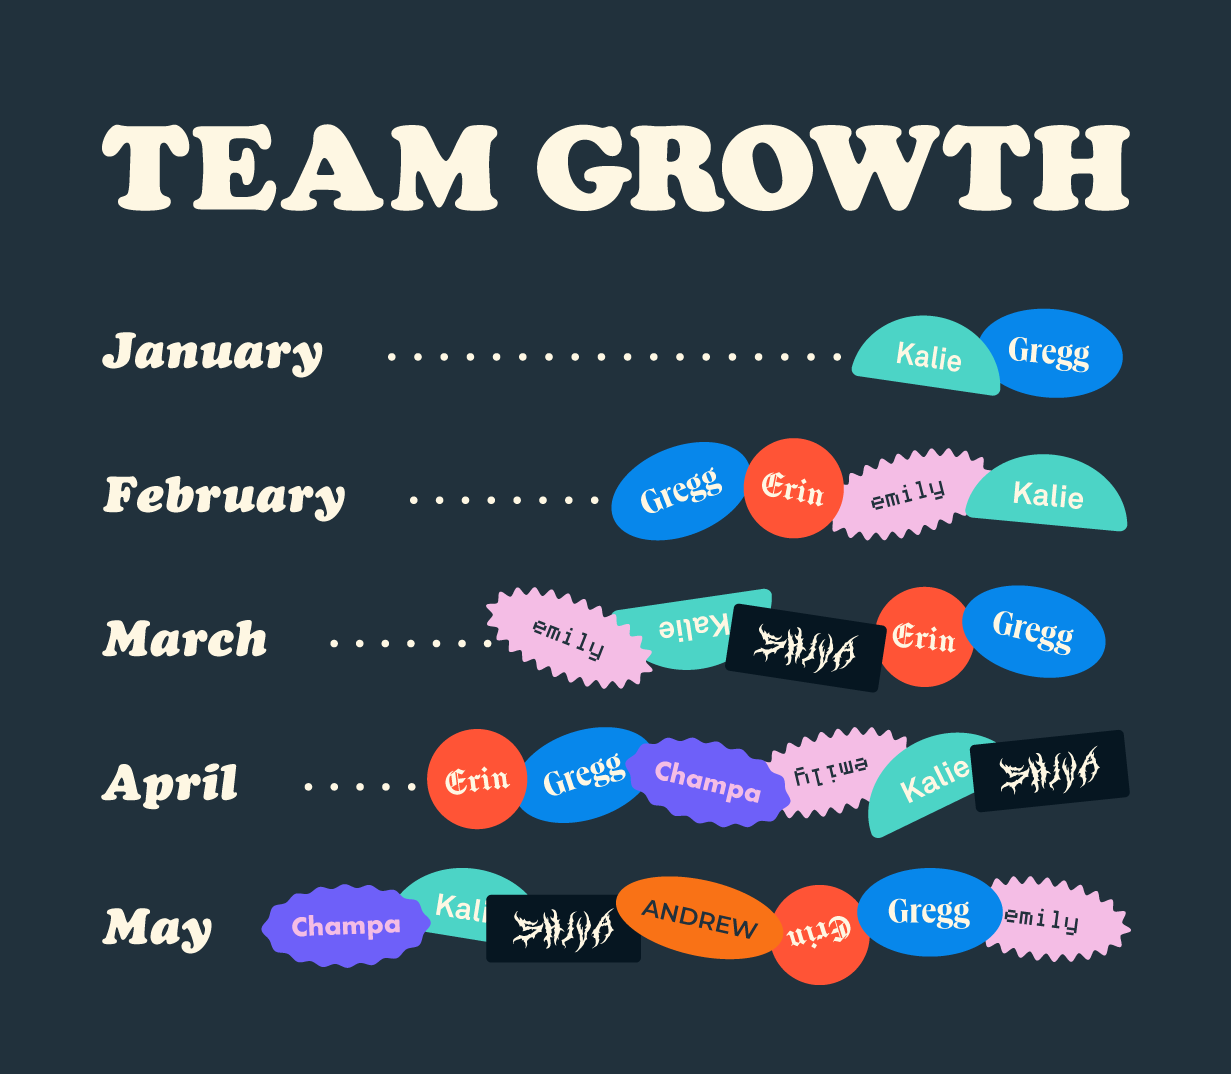 TEAM GROWTH
January Kalie Gregg
February Gregg Erin emily Kalie
March emily Kalie SHIVA Erin Gregg
April Erin Gregg Champa emily Kalie SHIVA
May Champa Kali SHIVA ANDREW Erin Gregg emily